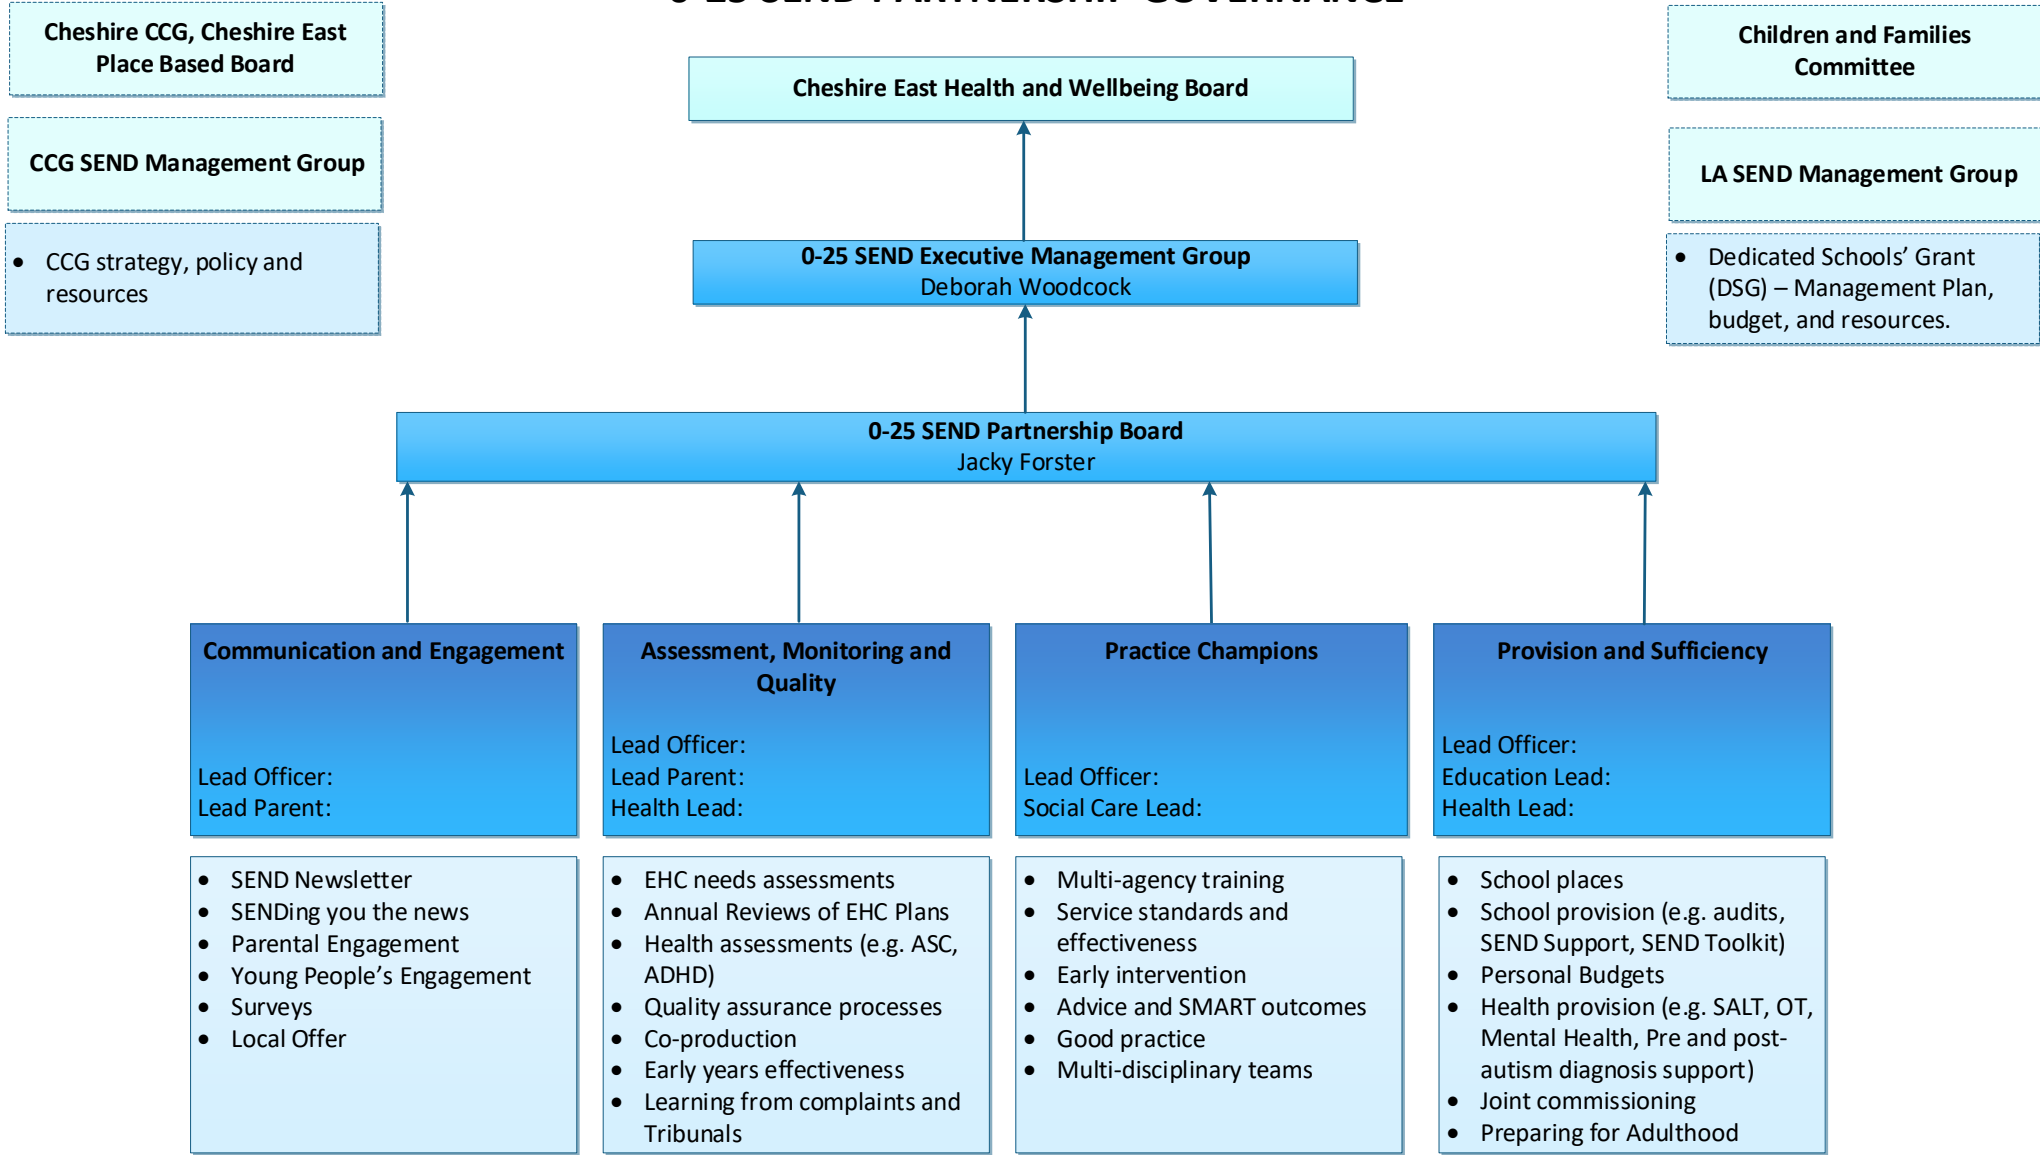 0-25 SEND PARTNERSHIP GOVERNANCE
Cheshire CCG, Cheshire East
Place Based Board
CCG SEND Management Group
• CCG strategy, policy and
resources
Cheshire East Health and Wellbeing Board
Children and Families
Committee
LA SEND Management Group
• Dedicated Schools’ Grant
(DSG) – Management Plan,
budget, and resources.
0-25 SEND Executive Management Group
Deborah Woodcock
0-25 SEND Partnership Board
Jacky Forster
Communication and Engagement
Lead Officer:
Lead Parent:
• SEND Newsletter
• SENDing you the news
• Parental Engagement
• Young People’s Engagement
• Surveys
• Local Offer
Assessment, Monitoring and
Quality
Lead Officer:
Lead Parent:
Health Lead:
• EHC needs assessments
• Annual Reviews of EHC Plans
• Health assessments (e.g. ASC,
ADHD)
• Quality assurance processes
• Co-production
• Early years effectiveness
• Learning from complaints and
Tribunals
Practice Champions
Lead Officer:
Social Care Lead:
• Multi-agency training
• Service standards and
effectiveness
• Early intervention
• Advice and SMART outcomes
• Good practice
• Multi-disciplinary teams
Provision and Sufficiency
Lead Officer:
Education Lead:
Health Lead:
• School places
• School provision (e.g. audits,
SEND Support, SEND Toolkit)
• Personal Budgets
• Health provision (e.g. SALT, OT,
Mental Health, Pre and post-
autism diagnosis support)
• Joint commissioning
• Preparing for Adulthood